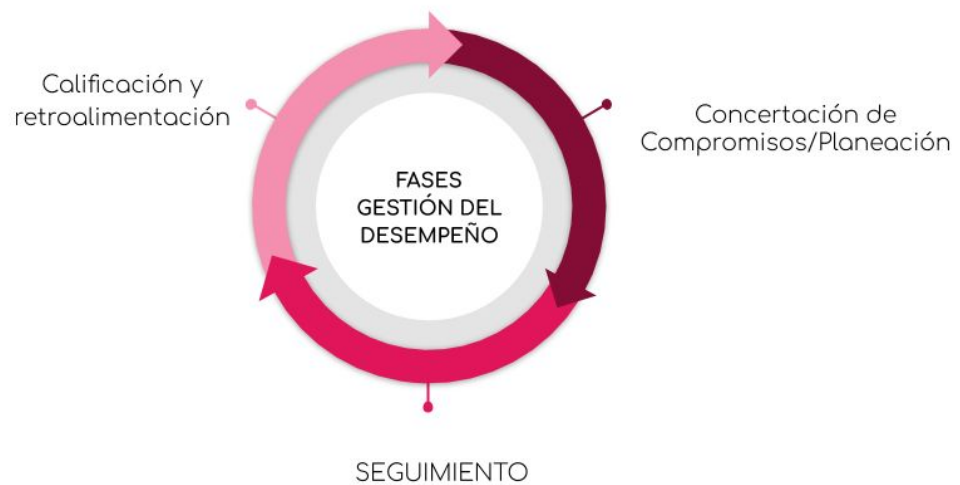 Calificación y
retroalimentación
Concertación de
Compromisos/Planeación
FASES
GESTIÓN DEL
DESEMPEÑO
SEGUIMIENTO